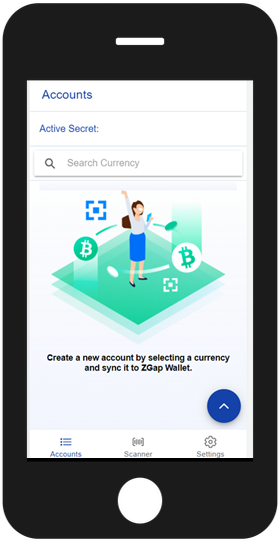 Accounts
Active Secret:
Search Currency
Create a new account by selecting a currency
and sync it to ZGap Wallet.
Accounts
Scanner
Settings